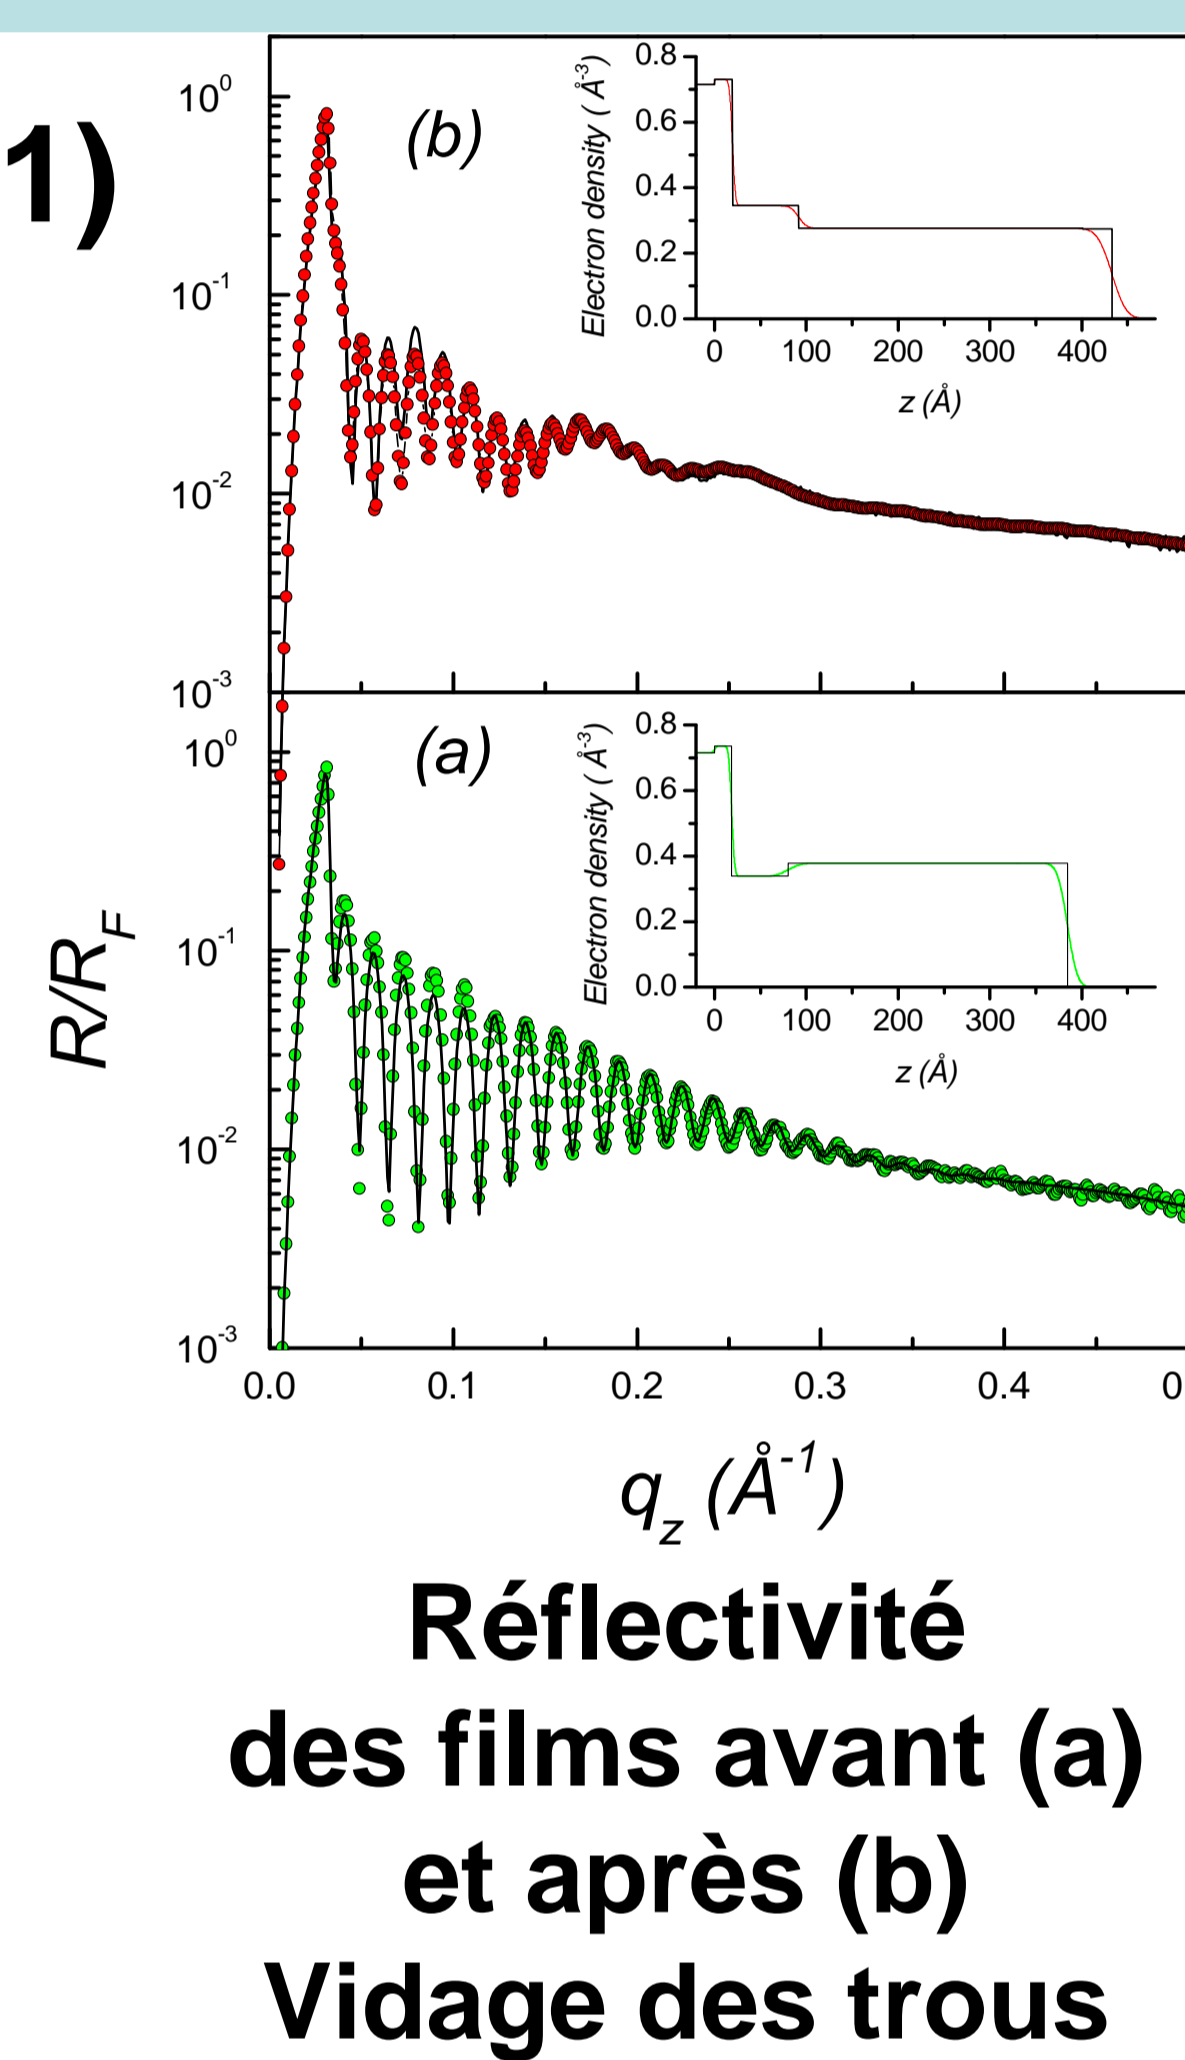 1)
(b)
10^0
10^-1
10^-2
10^-3
Electron density ( Å^-3)
0.8
0.6
0.4
0.2
0.0
0 100 200 300 400
z (Å)
(a)
10^0
10^-1
10^-2
10^-3
Electron density ( Å^-3)
0.8
0.6
0.4
0.2
0.0
0 100 200 300 400
z (Å)
R/R_F
0.0 0.1 0.2 0.3 0.4 0
q_z (Å^-1)
Réflectivité
des films avant (a)
et après (b)
Vidage des trous